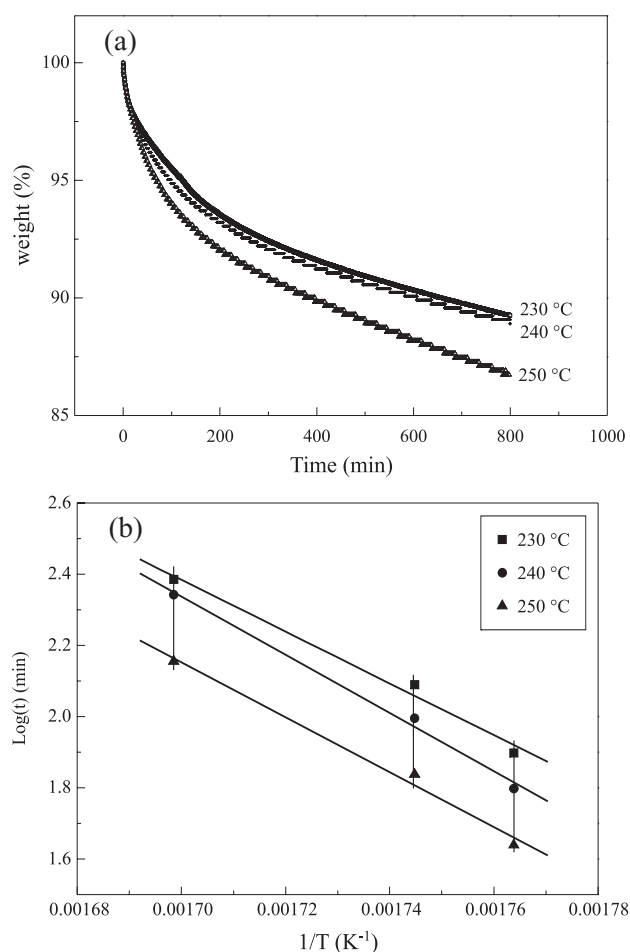 (a)
100
95
90
85
weight (%)
230 °C
240 °C
250 °C
0
200
400
600
800
1000
Time (min)
(b)
2.6
2.4
2.2
2.0
1.8
1.6
Log(t) (min)
230 °C
240 °C
250 °C
0.00168
0.00170
0.00172
0.00174
0.00176
0.00178
1/T (K⁻¹)